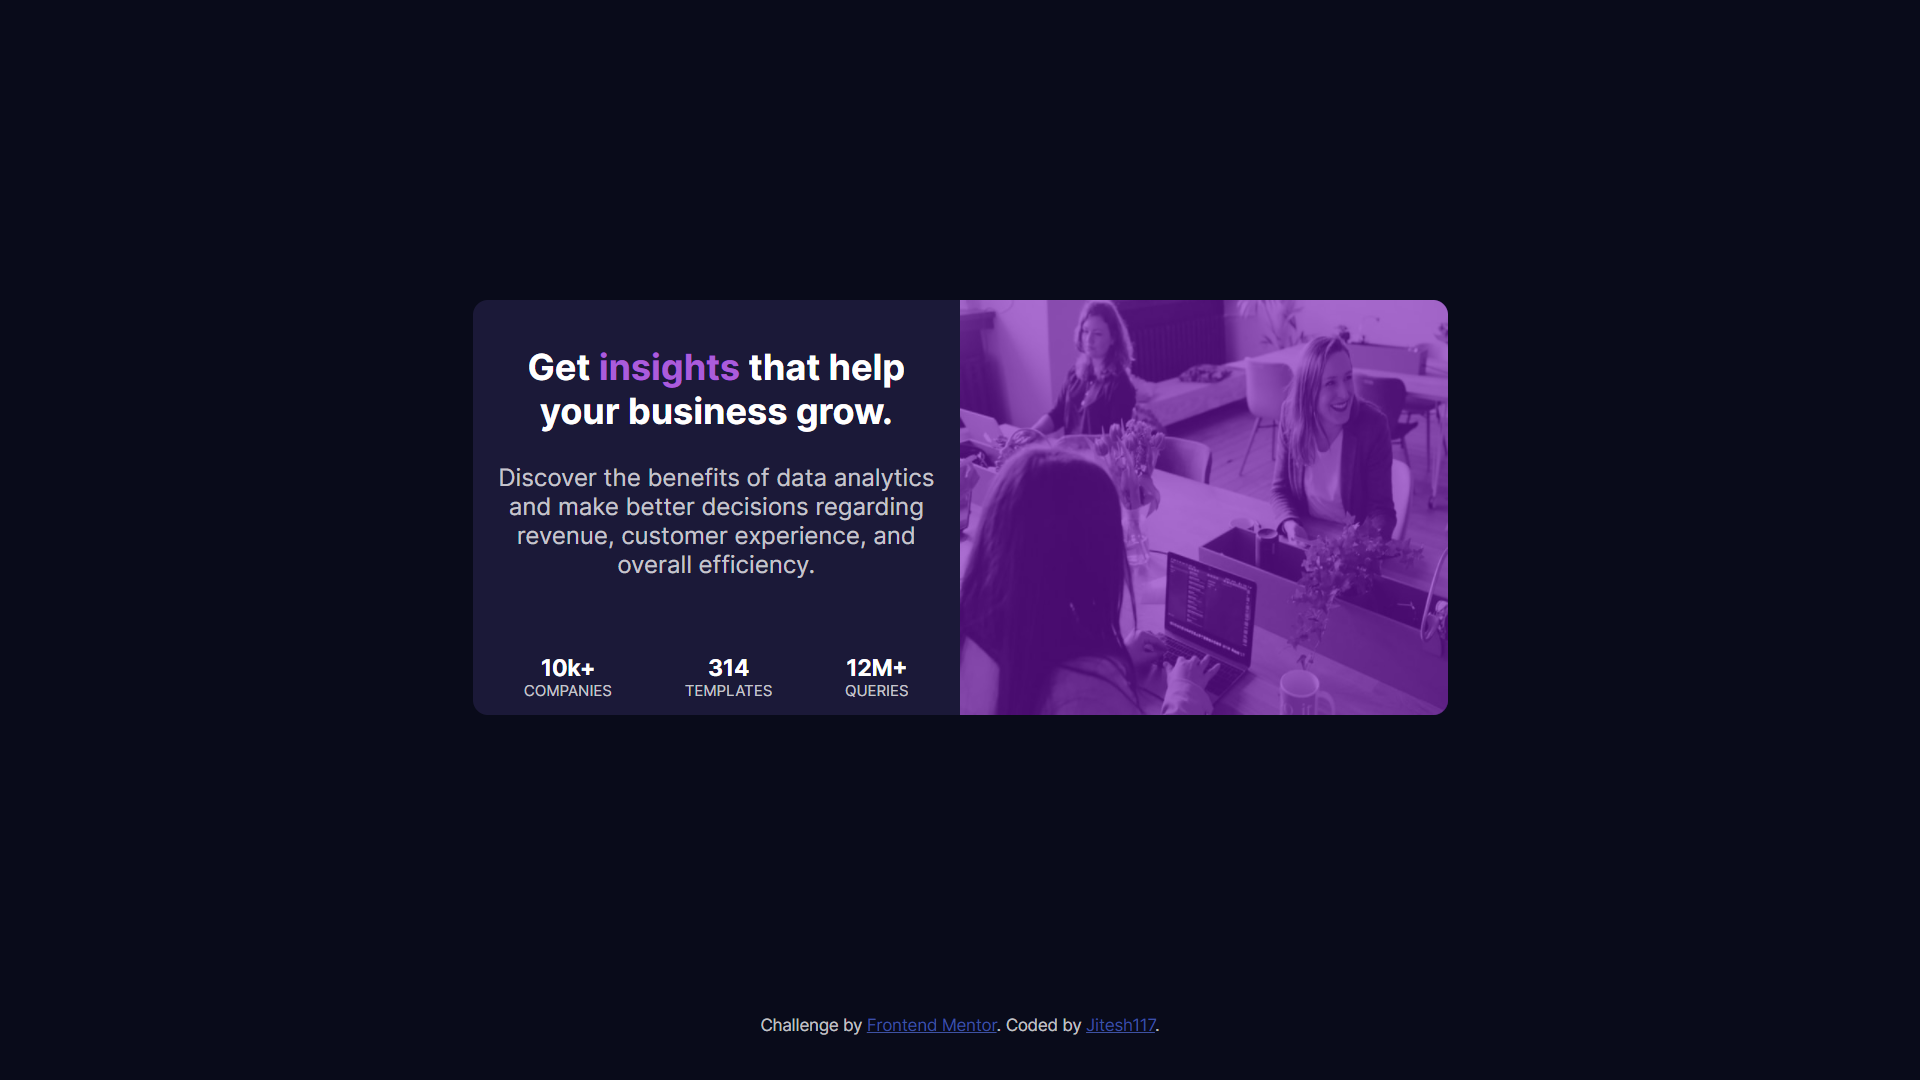 Get insights that help
your business grow.
Discover the benefits of data analytics
and make better decisions regarding
revenue, customer experience, and
overall efficiency.
10k+ 314 12M+
COMPANIES TEMPLATES QUERIES
Challenge by Frontend Mentor. Coded by Jitesh117.